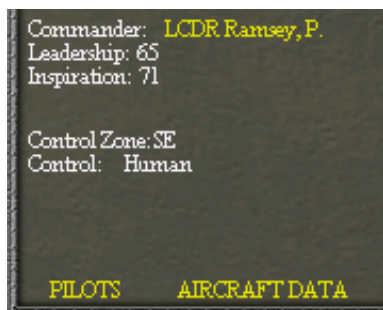 Commander: LCDR Ramsey, P.
Leadership: 65
Inspiration: 71
Control Zone: SE
Control: Human
PILOTS AIRCRAFT DATA